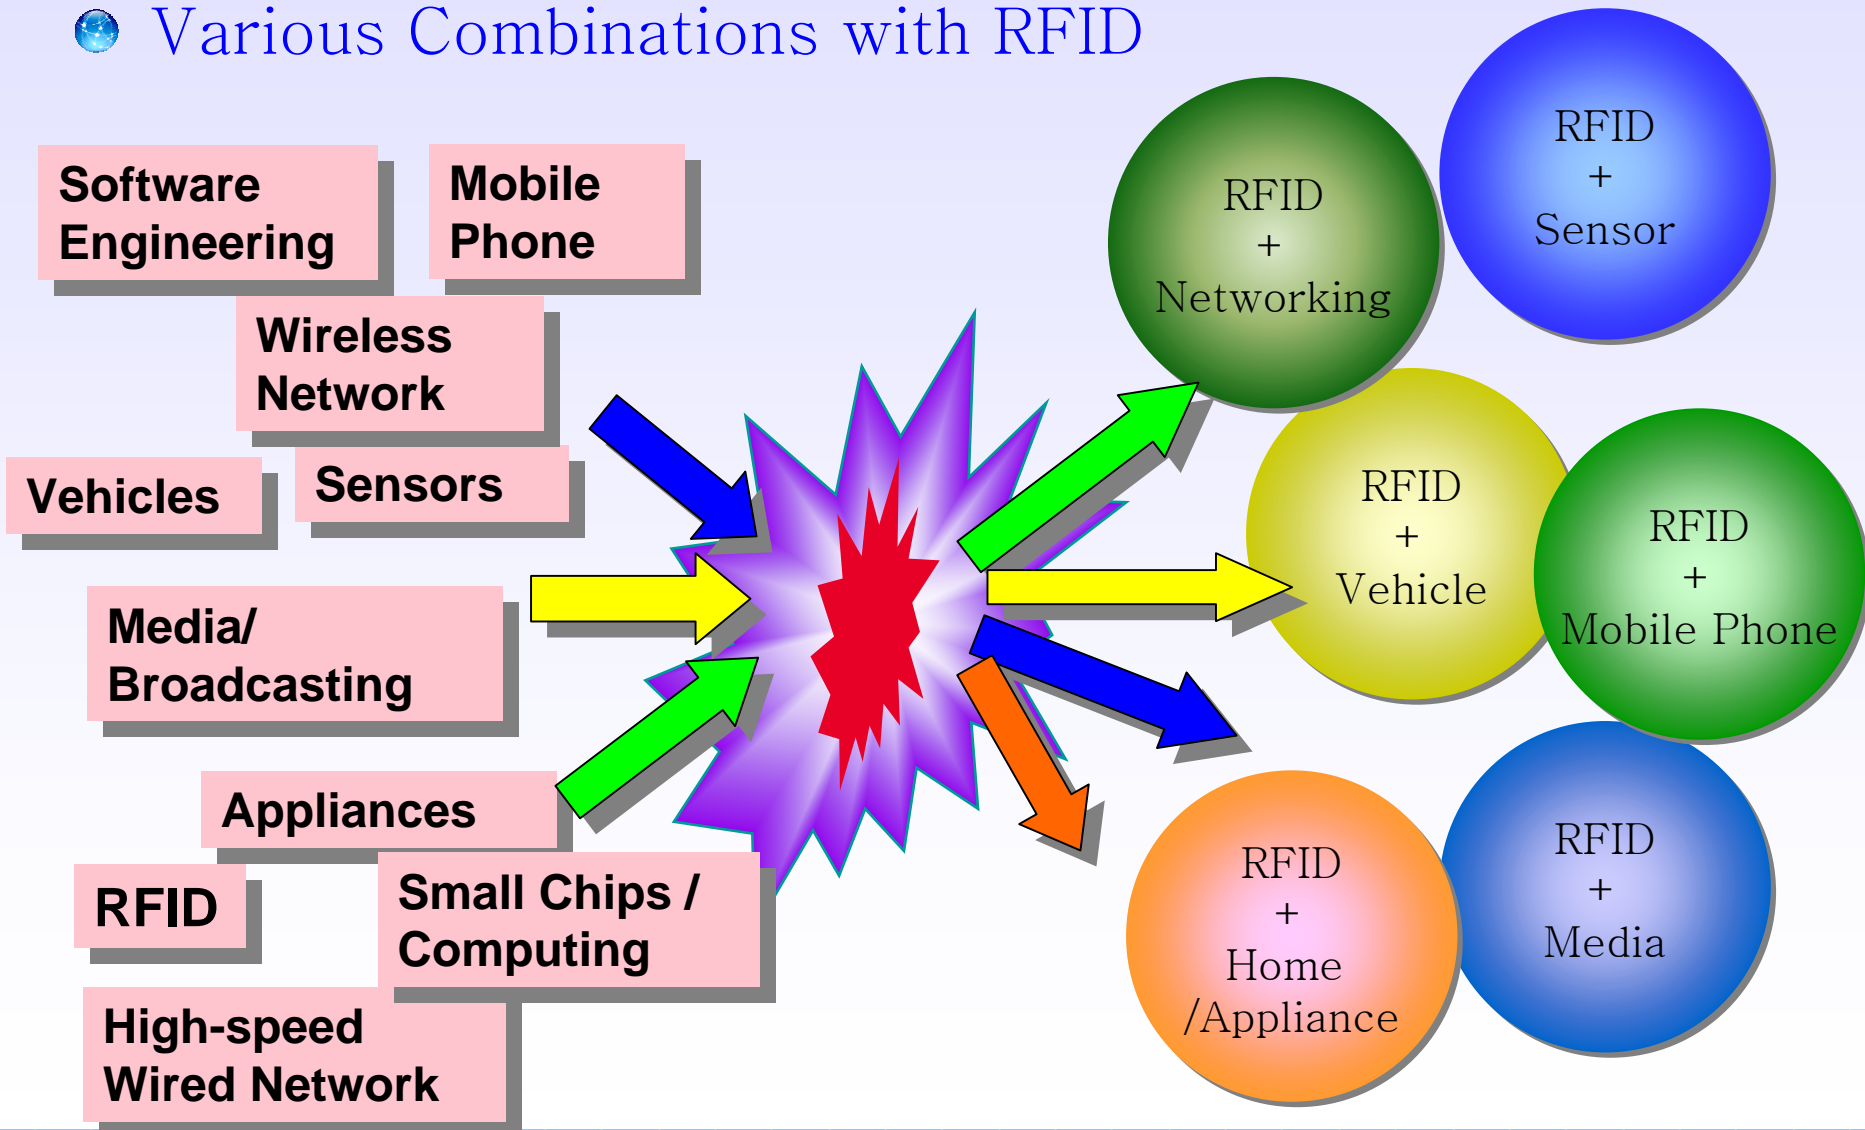 Various Combinations with RFID
Software
Engineering
Mobile
Phone
Wireless
Network
Vehicles
Sensors
Media/
Broadcasting
Appliances
RFID
Small Chips /
Computing
High-speed
Wired Network
RFID
+
Networking
RFID
+
Sensor
RFID
+
Vehicle
RFID
+
Mobile Phone
RFID
+
Home
/Appliance
RFID
+
Media